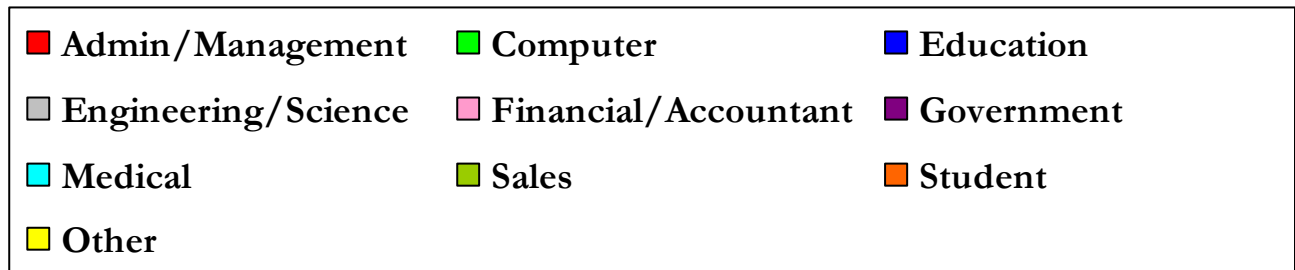 Admin/Management Computer Education
Engineering/Science Financial/Accountant Government
Medical Sales Student
Other